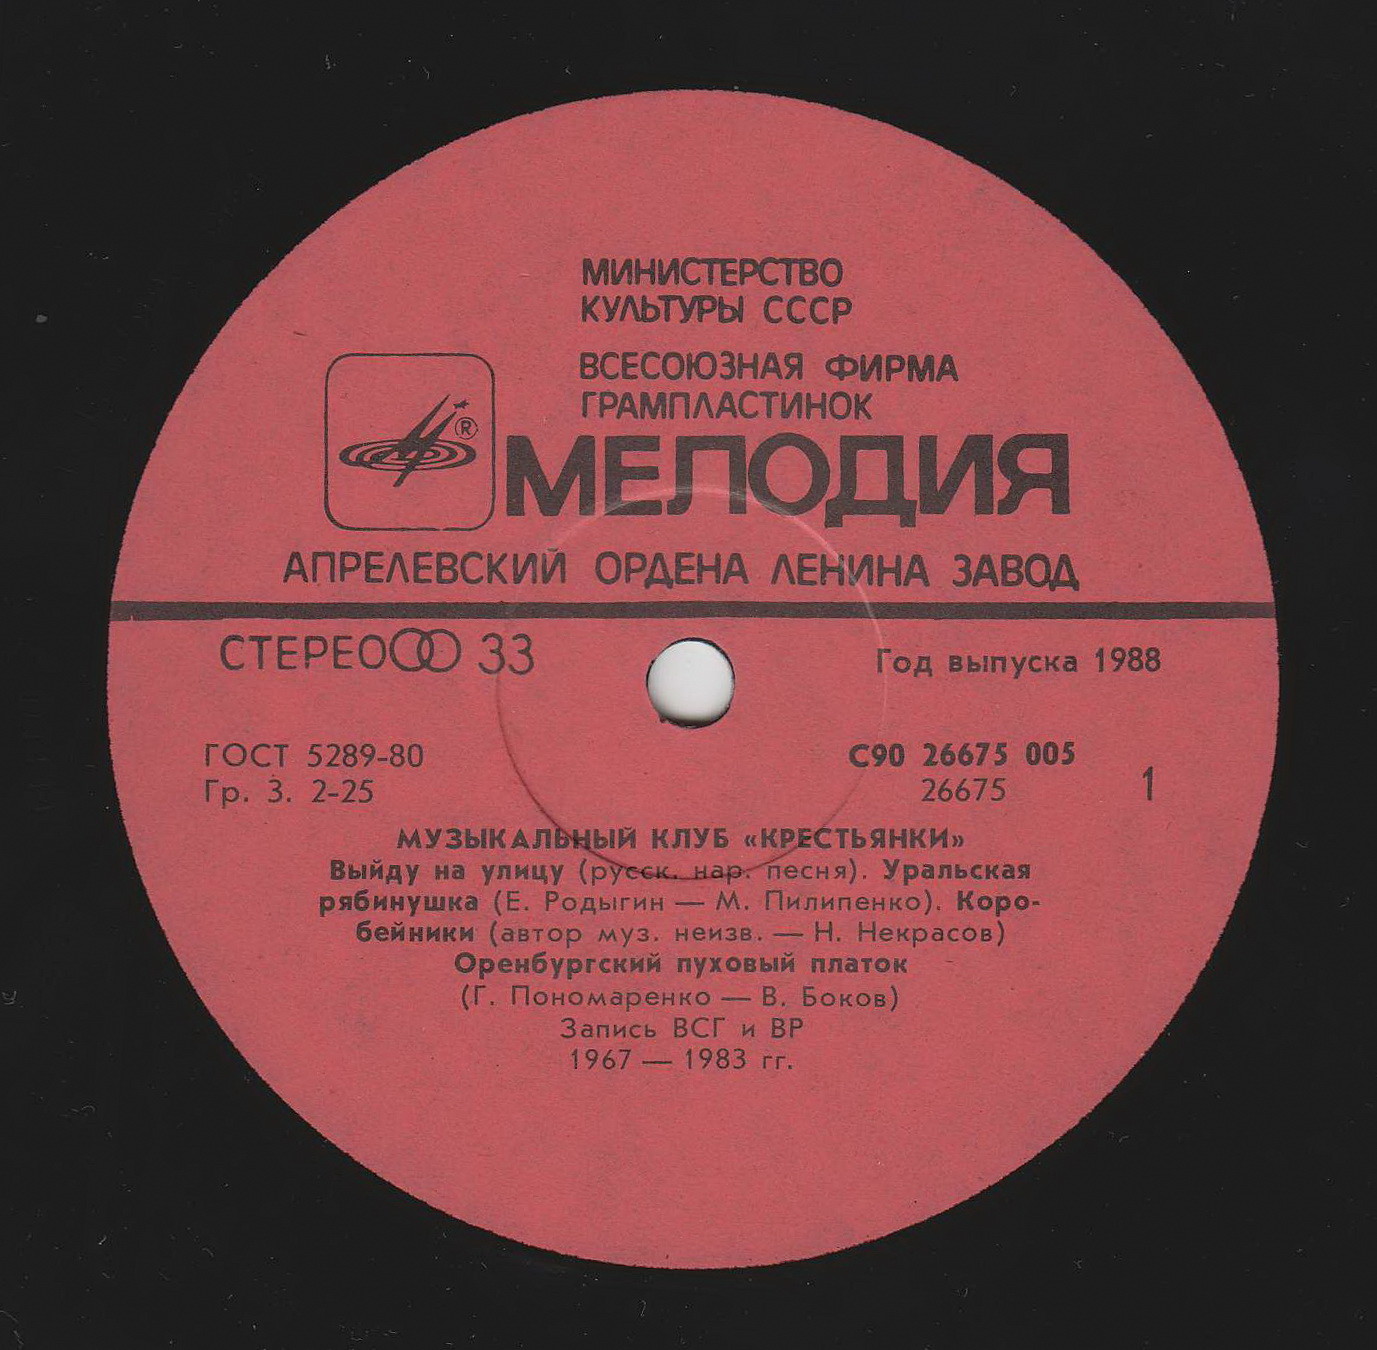 МИНИСТЕРСТВО
КУЛЬТУРЫ СССР
ВСЕСОЮЗНАЯ ФИРМА
ГРАМПЛАСТИНОК
®
МЕЛОДИЯ
АПРЕЛЕВСКИЙ ОРДЕНА ЛЕНИНА ЗАВОД
СТЕРЕО 33
Год выпуска 1988
ГОСТ 5289-80
Гр. 3. 2-25
С90 26675 005
26675
1
МУЗЫКАЛЬНЫЙ КЛУБ «КРЕСТЬЯНКИ»
Выйду на улицу (русск. нар. песня). Уральская
рябинушка (Е. Родыгин — М. Пилипенко). Коро-
бейники (автор муз. неизв. — Н. Некрасов)
Оренбургский пуховый платок
(Г. Пономаренко — В. Боков)
Запись ВСГ и ВР
1967 — 1983 гг.